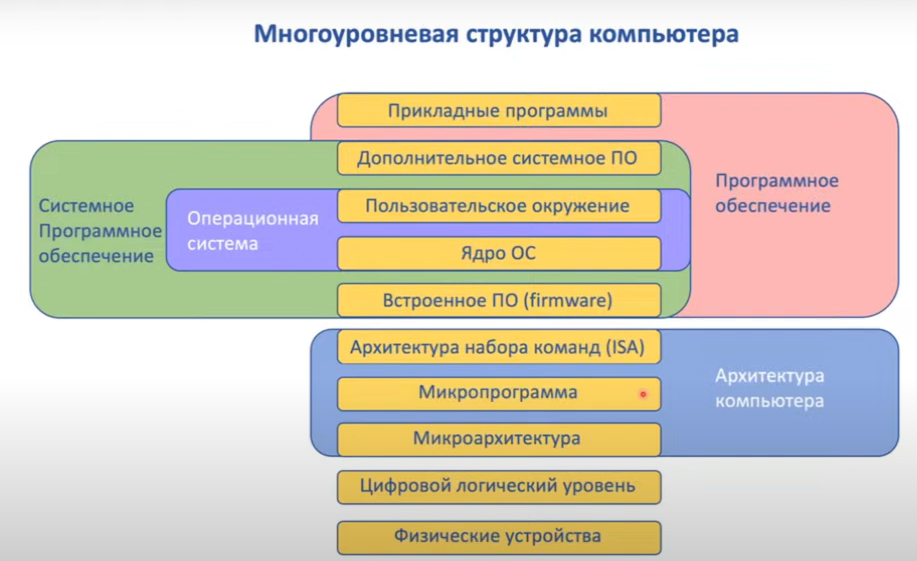 Многоуровневая структура компьютера
Прикладные программы
Дополнительное системное ПО
Программное
обеспечение
Системное
Программное
обеспечение
Операционная
система
Пользовательское окружение
Ядро ОС
Встроенное ПО (firmware)
Архитектура набора команд (ISA)
Архитектура
компьютера
Микропрограмма
Микроархитектура
Цифровой логический уровень
Физические устройства